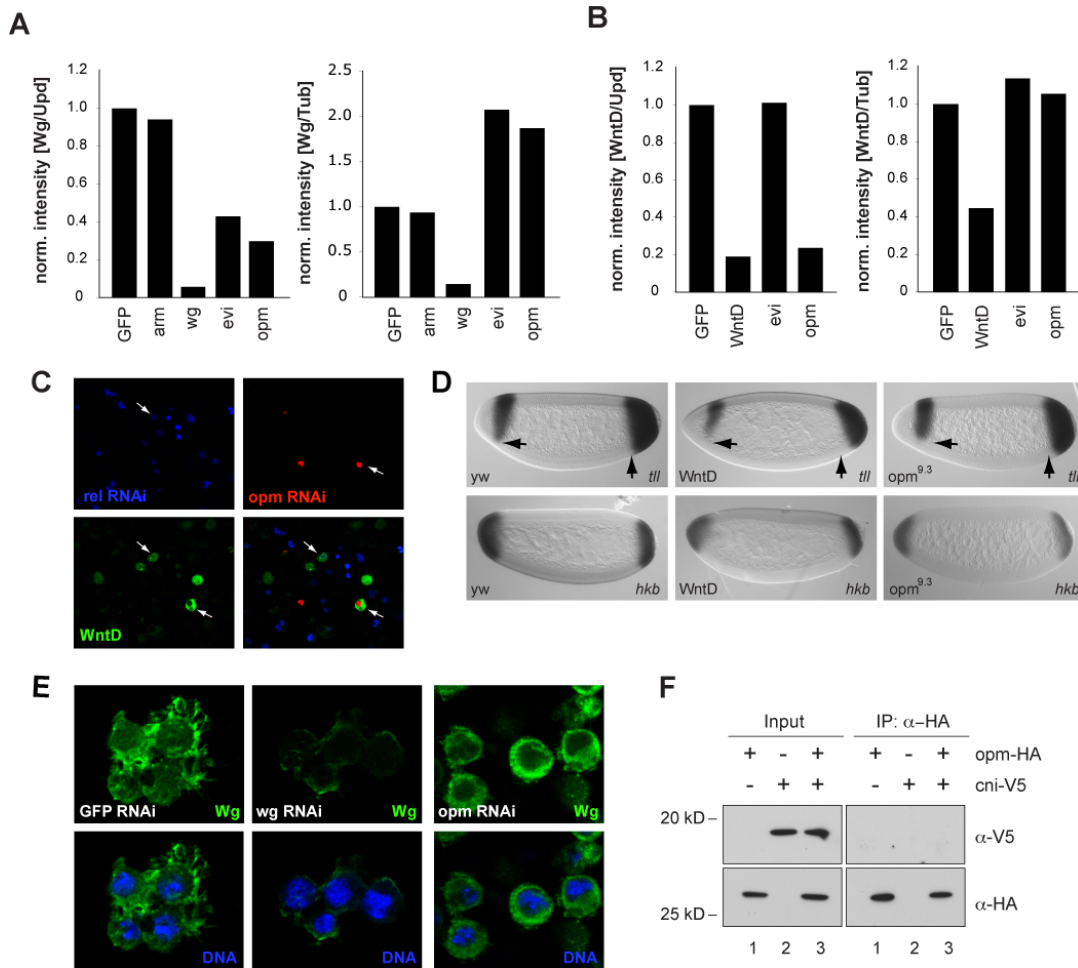 A
norm. intensity [Wg/Upd]
1.2
1.0
0.8
0.6
0.4
0.2
0
GFP
arm
wg
evi
opm
norm. intensity [Wg/Tub]
2.5
2.0
1.5
1.0
0.5
0
GFP
arm
wg
evi
opm
B
norm. intensity [WntD/Upd]
1.2
1.0
0.8
0.6
0.4
0.2
0
GFP
WntD
evi
opm
norm. intensity [WntD/Tub]
1.2
1.0
0.8
0.6
0.4
0.2
0
GFP
WntD
evi
opm
C
rel RNAi
opm RNAi
WntD
D
yw tll
WntD tll
opm9.3 tll
yw hkb
WntD hkb
opm9.3 hkb
E
GFP RNAi Wg
wg RNAi Wg
opm RNAi Wg
DNA
DNA
DNA
F
Input IP: α–HA
+ - + + - + opm-HA
- + + - + + cni-V5
20 kD – α-V5
25 kD – α-HA
1 2 3 1 2 3